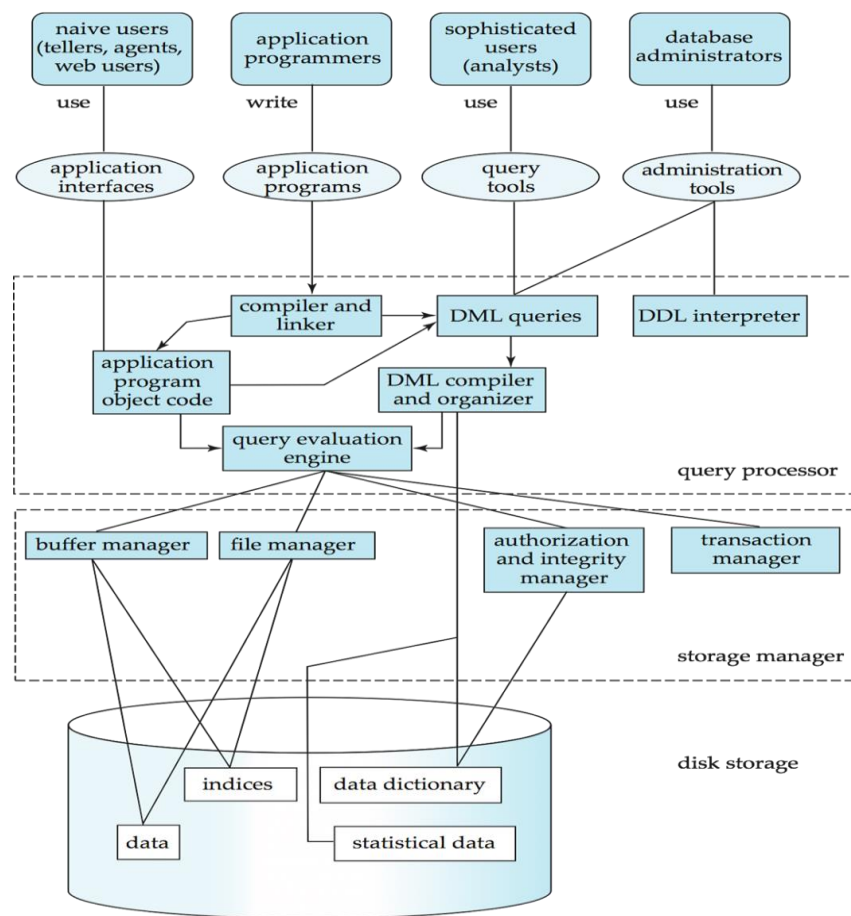 naive users
(tellers, agents,
web users)
application
programmers
sophisticated
users
(analysts)
database
administrators
use
write
use
use
application
interfaces
application
programs
query
tools
administration
tools
compiler and
linker
DML queries
DDL interpreter
application
program
object code
DML compiler
and organizer
query evaluation
engine
query processor
buffer manager
file manager
authorization
and integrity
manager
transaction
manager
storage manager
disk storage
indices
data dictionary
data
statistical data